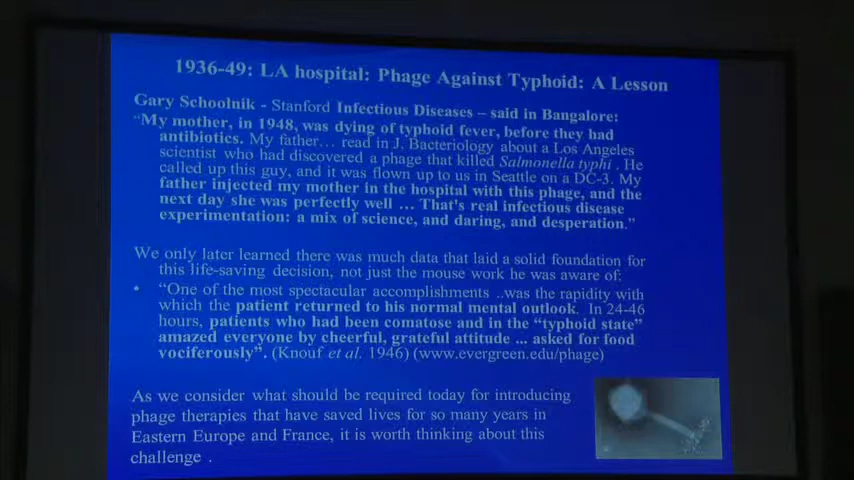 1936-49: LA hospital: Phage Against Typhoid: A Lesson
Gary Schoolnik - Stanford Infectious Diseases – said in Bangalore:
"My mother, in 1948, was dying of typhoid fever, before they had
antibiotics. My father… read in J. Bacteriology about a Los Angeles
scientist who had discovered a phage that killed Salmonella typhi. He
called up this guy, and it was flown up to us in Seattle on a DC-3. My
father injected my mother in the hospital with this phage, and the
next day she was perfectly well … That's real infectious disease
experimentation: a mix of science, and daring, and desperation."
We only later learned there was much data that laid a solid foundation for
this life-saving decision, not just the mouse work he was aware of:
• "One of the most spectacular accomplishments ..was the rapidity with
which the patient returned to his normal mental outlook. In 24-46
hours, patients who had been comatose and in the "typhoid state"
amazed everyone by cheerful, grateful attitude ... asked for food
vociferously". (Knouf et al. 1946) (www.evergreen.edu/phage)
As we consider what should be required today for introducing
phage therapies that have saved lives for so many years in
Eastern Europe and France, it is worth thinking about this
challenge .